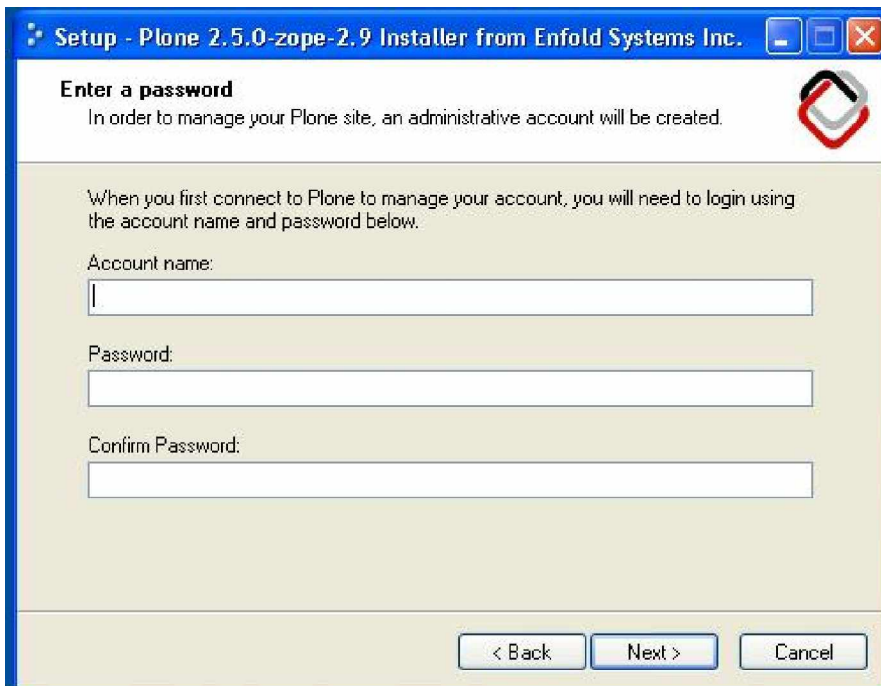 Setup - Plone 2.5.0-zope-2.9 Installer from Enfold Systems Inc.
Enter a password
In order to manage your Plone site, an administrative account will be created.
When you first connect to Plone to manage your account, you will need to login using
the account name and password below.
Account name:
Password:
Confirm Password:
< Back Next > Cancel